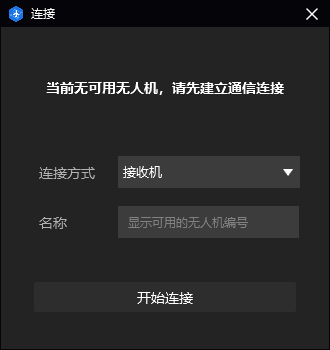 连接
当前无可用无人机，请先建立通信连接
连接方式
接收机
名称
显示可用的无人机编号
开始连接